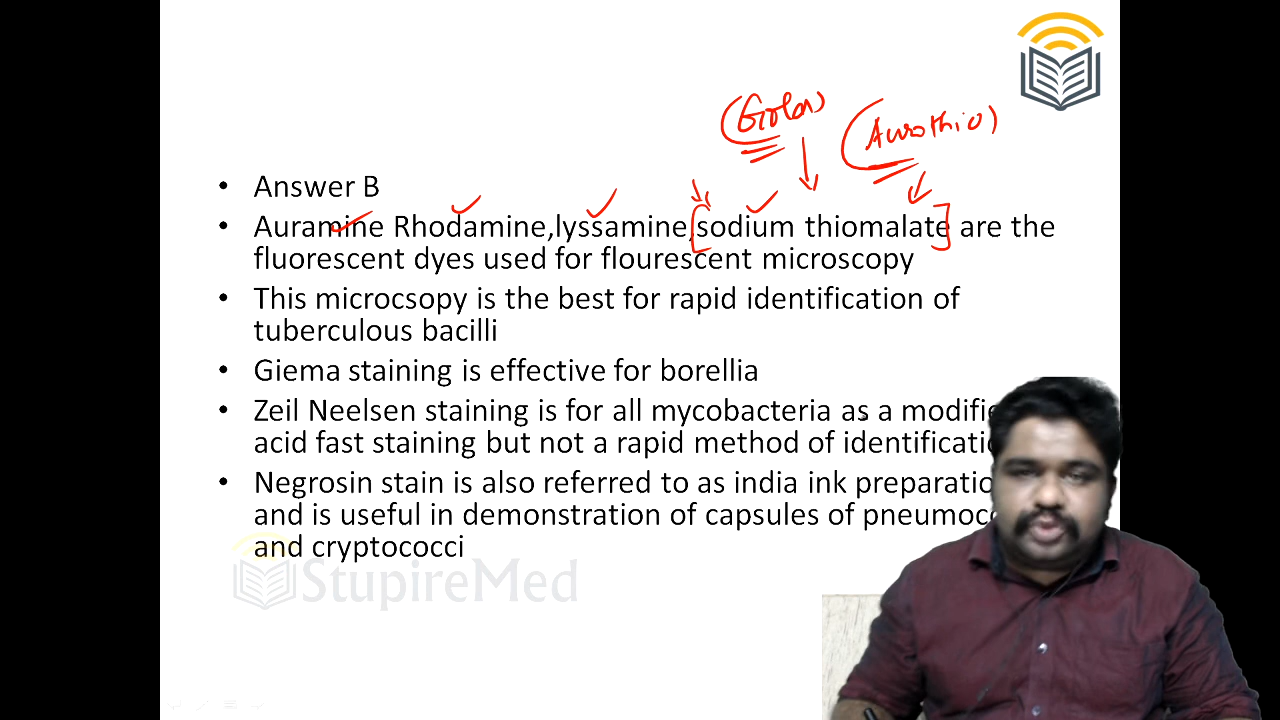 (Gold)
(Aurothio)
• Answer B
• Auramine Rhodamine,lyssamine,[sodium thiomalate] are the
fluorescent dyes used for flourescent microscopy
• This microcsopy is the best for rapid identification of
tuberculous bacilli
• Giema staining is effective for borellia
• Zeil Neelsen staining is for all mycobacteria as a modifie
acid fast staining but not a rapid method of identificatio
• Negrosin stain is also referred to as india ink preparatio
and is useful in demonstration of capsules of pneumoc
and cryptococci
StupireMed